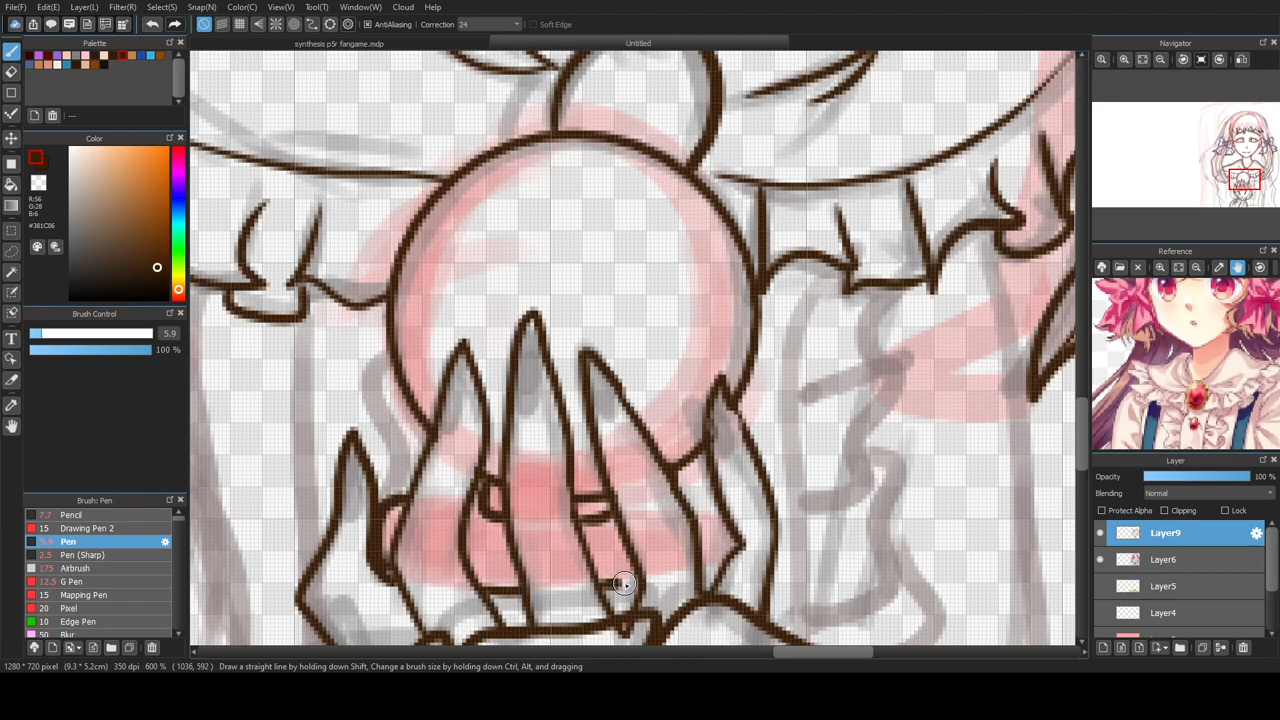 File(F) Edit(E) Layer(L) Filter(R) Select(S) Snap(N) Color(C) View(V) Tool(T) Window(W) Cloud Help(H)
AntiAliasing Correction 24 Soft Edge
Palette
synthesis p5r fangame.mdp Untitled
Navigator
---
Color
R:56
G:28
B:6
#381C06
Reference
Brush Control
5.9
100 %
Layer
Opacity 100 %
Blending Normal
Protect Alpha Clipping Lock
Layer9
Layer6
Layer5
Layer4
Brush: Pen
7.7 Pencil
15 Drawing Pen 2
5.9 Pen
2.5 Pen (Sharp)
175 Airbrush
12.5 G Pen
15 Mapping Pen
20 Pixel
10 Edge Pen
50 Blur
1280 * 720 pixel (9.3 * 5.2cm) 350 dpi 600 % ( 1036, 592 ) Draw a straight line by holding down Shift, Change a brush size by holding down Ctrl, Alt, and dragging